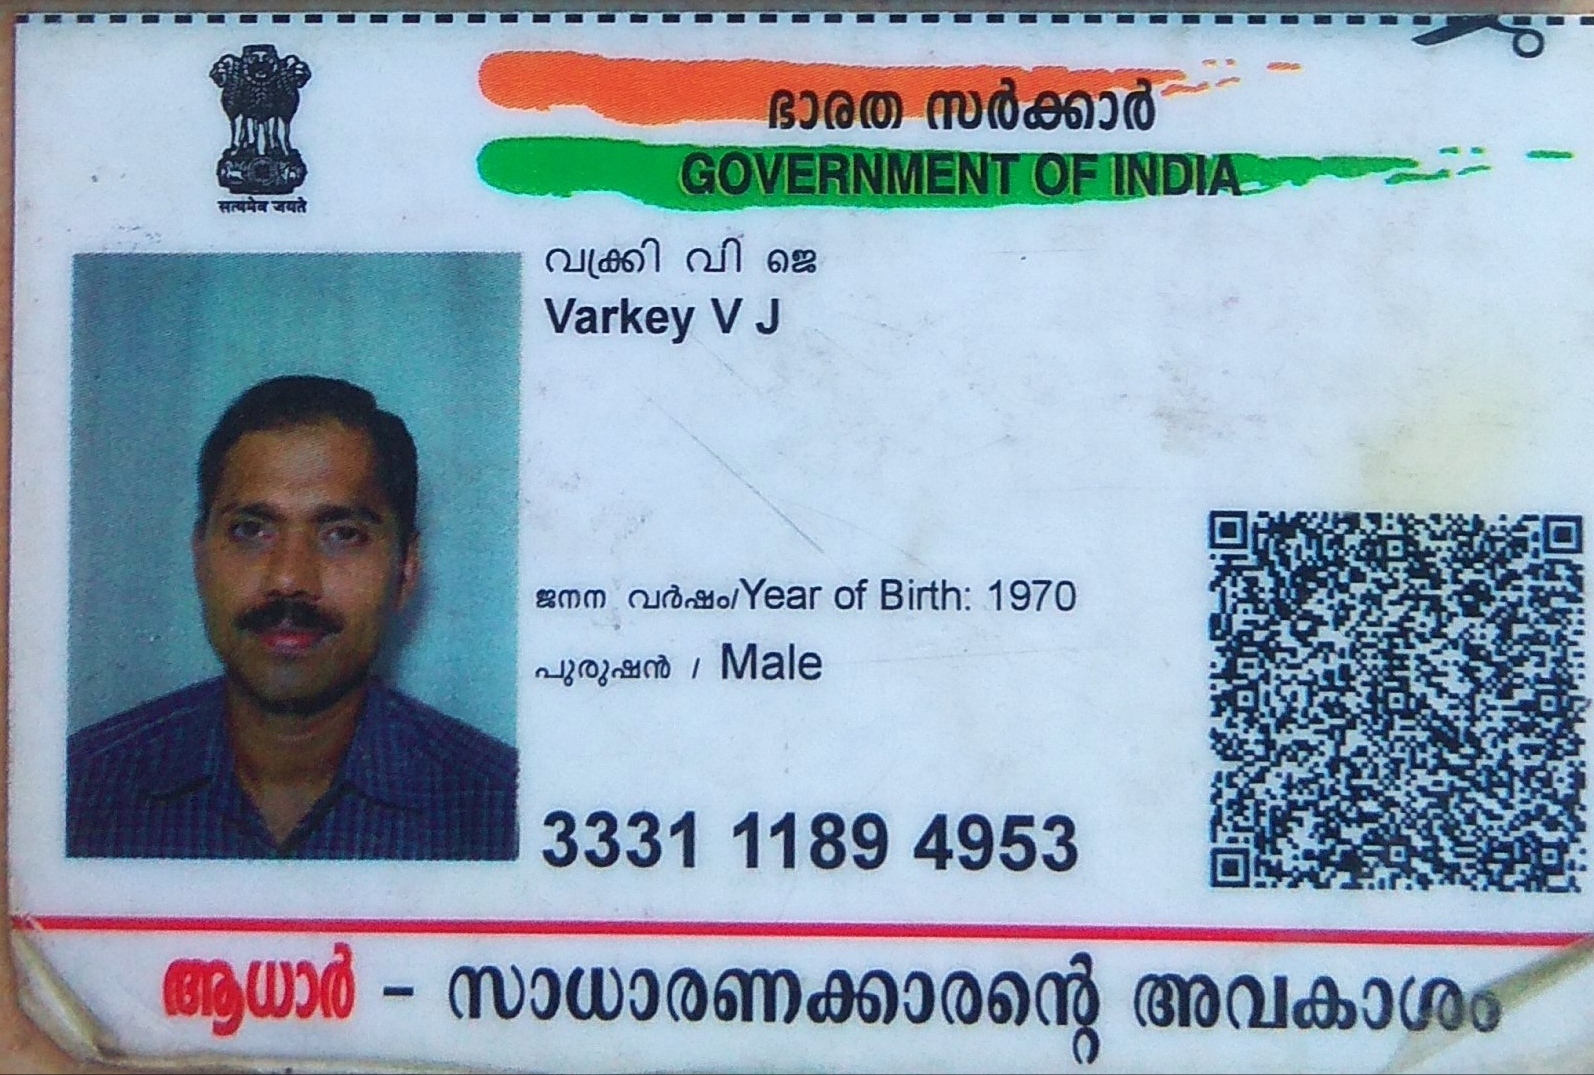 ഭാരത സർക്കാർ
GOVERNMENT OF INDIA
सत्यमेव जयते
വക്ക്രി വി ജെ
Varkey V J
ജനന വർഷം/Year of Birth: 1970
പുരുഷൻ / Male
3331 1189 4953
ആധാർ - സാധാരണക്കാരന്റെ അവകാശം